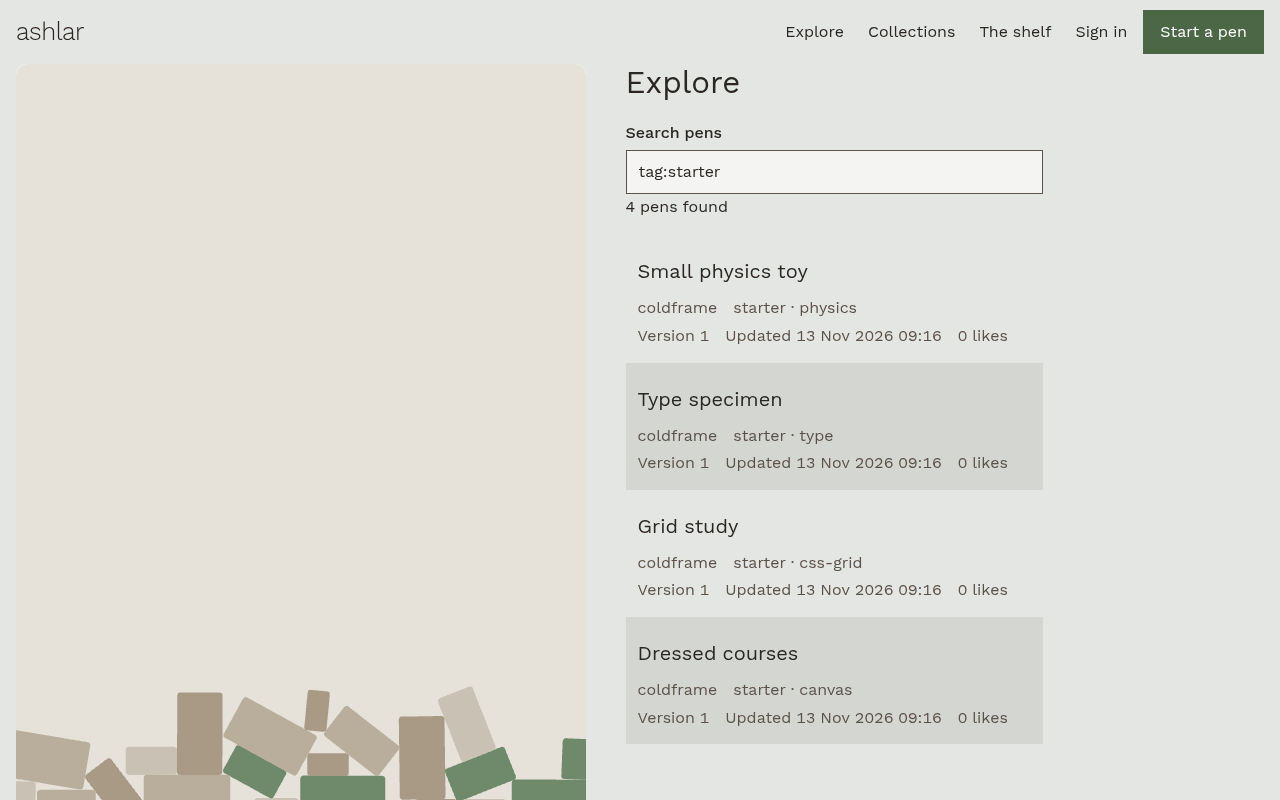 ashlar
Explore Collections The shelf Sign in Start a pen
Explore
Search pens
tag:starter
4 pens found
Small physics toy
coldframe starter · physics
Version 1 Updated 13 Nov 2026 09:16 0 likes
Type specimen
coldframe starter · type
Version 1 Updated 13 Nov 2026 09:16 0 likes
Grid study
coldframe starter · css-grid
Version 1 Updated 13 Nov 2026 09:16 0 likes
Dressed courses
coldframe starter · canvas
Version 1 Updated 13 Nov 2026 09:16 0 likes